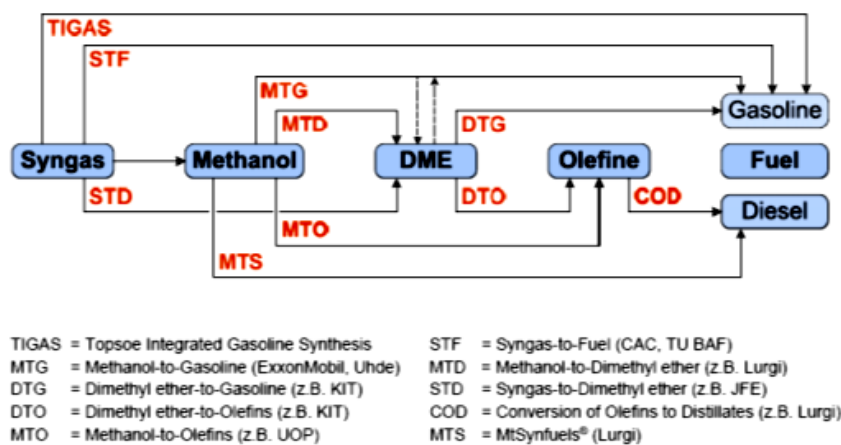 TIGAS
STF
MTG
MTD
DTG
Gasoline
Syngas
Methanol
DME
Olefine
Fuel
STD
DTO
COD
Diesel
MTO
MTS
TIGAS = Topsoe Integrated Gasoline Synthesis
MTG = Methanol-to-Gasoline (ExxonMobil, Uhde)
DTG = Dimethyl ether-to-Gasoline (z.B. KIT)
DTO = Dimethyl ether-to-Olefins (z.B. KIT)
MTO = Methanol-to-Olefins (z.B. UOP)
STF = Syngas-to-Fuel (CAC, TU BAF)
MTD = Methanol-to-Dimethyl ether (z.B. Lurgi)
STD = Syngas-to-Dimethyl ether (z.B. JFE)
COD = Conversion of Olefins to Distillates (z.B. Lurgi)
MTS = MtSynfuels® (Lurgi)